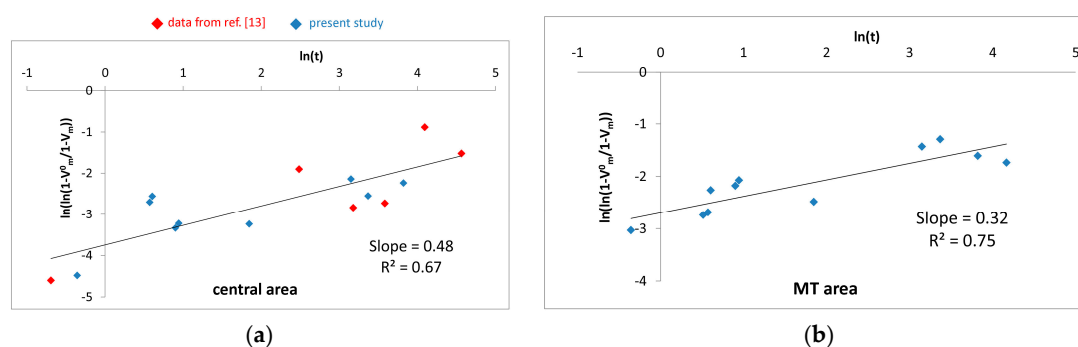 data from ref. [13] present study
ln(t)
-1 0 1 2 3 4 5
0
-1
-2
-3
-4
-5
ln(ln(1-V⁰ₘ/1-Vₘ))
Slope = 0.48
R² = 0.67
central area
(a)
ln(t)
-1 0 1 2 3 4 5
0
-1
-2
-3
-4
ln(ln(1-V⁰ₘ/1-Vₘ))
Slope = 0.32
R² = 0.75
MT area
(b)